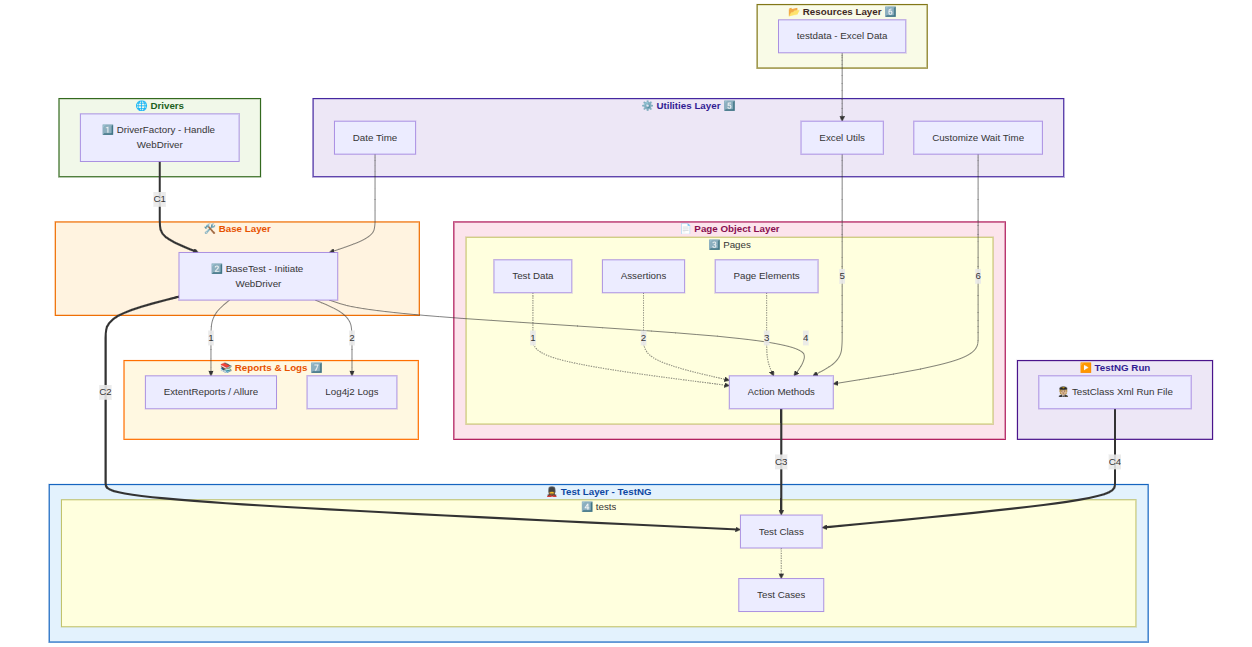 📂 Resources Layer 6️⃣
testdata - Excel Data
🌐 Drivers
1️⃣ DriverFactory - Handle
WebDriver
C1
⚙️ Utilities Layer 5️⃣
Date Time
Excel Utils
Customize Wait Time
🛠️ Base Layer
2️⃣ BaseTest - Initiate
WebDriver
📄 Page Object Layer
3️⃣ Pages
Test Data
Assertions
Page Elements
5
6
1
2
1
2
3
4
C2
📚 Reports & Logs 7️⃣
ExtentReports / Allure
Log4j2 Logs
Action Methods
▶️ TestNG Run
TestClass Xml Run File
C3
C4
Test Layer - TestNG
4️⃣ tests
Test Class
Test Cases